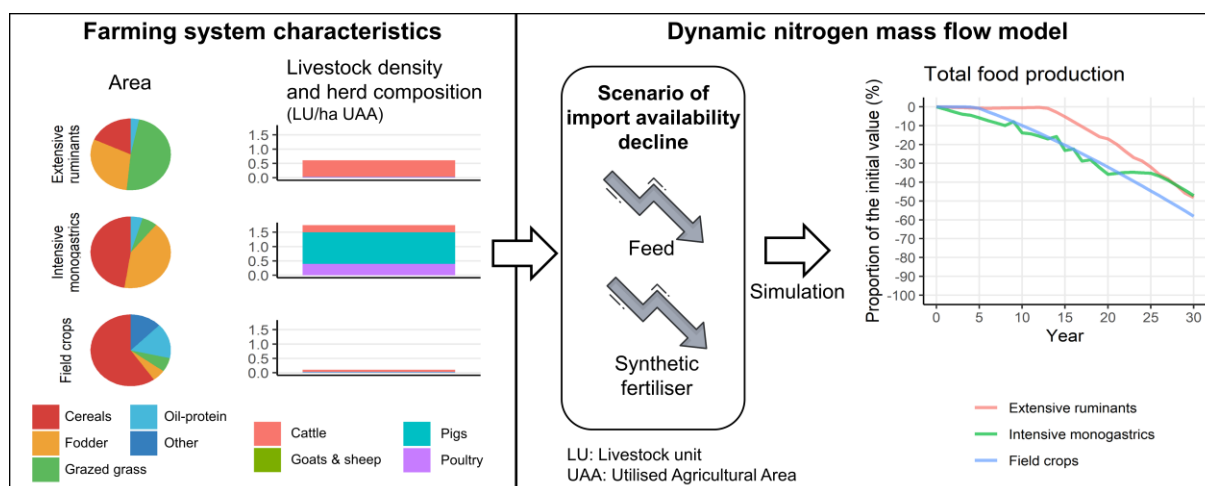 Farming system characteristics
Area
Livestock density
and herd composition
(LU/ha UAA)
Extensive
ruminants
1.5
1.0
0.5
0.0
Intensive
monogastrics
1.5
1.0
0.5
0.0
Field crops
1.5
1.0
0.5
0.0
Cereals
Oil-protein
Fodder
Other
Grazed grass
Cattle
Pigs
Goats & sheep
Poultry
Dynamic nitrogen mass flow model
Scenario of
import availability
decline
Feed
Synthetic
fertiliser
Simulation
LU: Livestock unit
UAA: Utilised Agricultural Area
Total food production
Proportion of the initial value (%)
0
-10
-20
-30
-40
-50
-60
-70
-80
-90
-100
0 5 10 15 20 25 30
Year
Extensive ruminants
Intensive monogastrics
Field crops